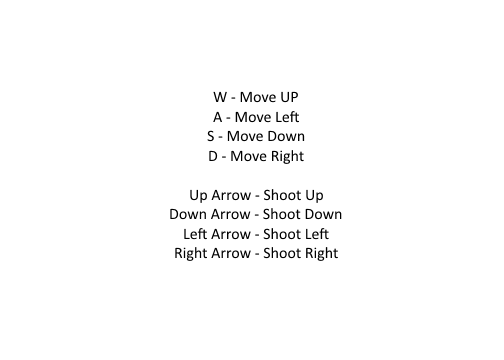 W - Move UP
A - Move Left
S - Move Down
D - Move Right
Up Arrow - Shoot Up
Down Arrow - Shoot Down
Left Arrow - Shoot Left
Right Arrow - Shoot Right